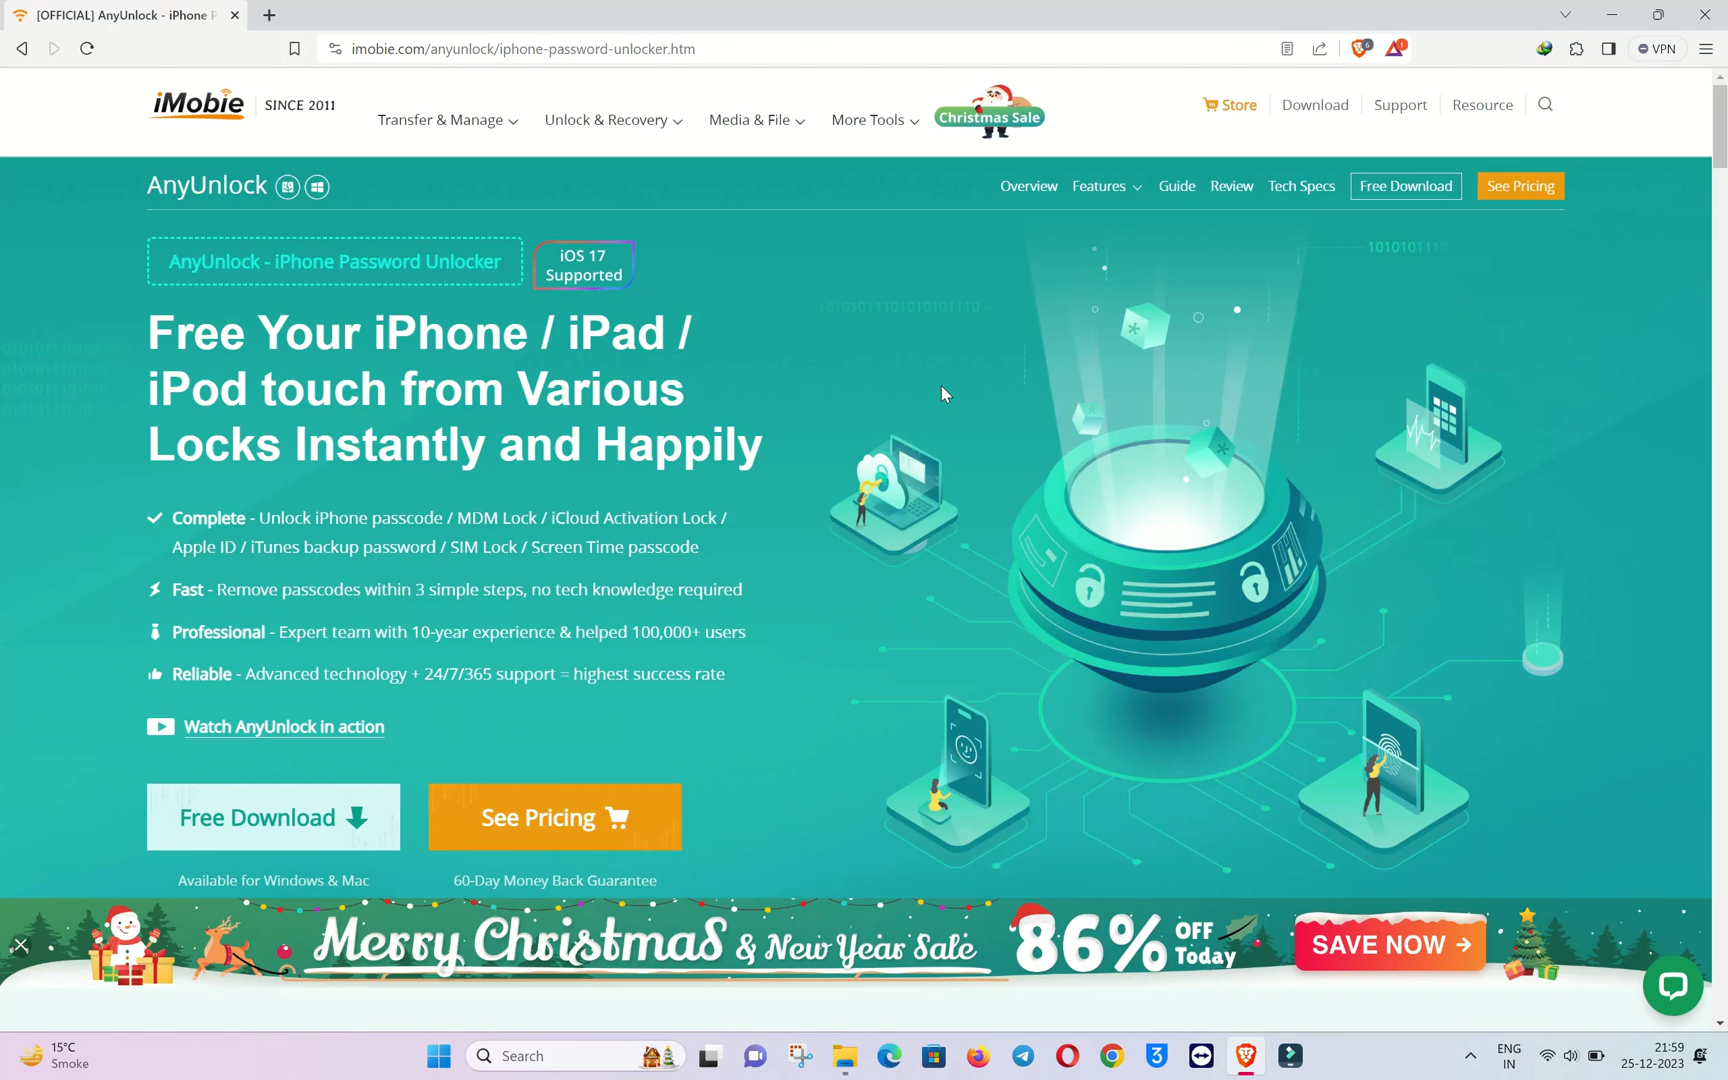 [OFFICIAL] AnyUnlock - iPhone P
imobie.com/anyunlock/iphone-password-unlocker.htm
6
1
VPN
iMobie
SINCE 2011
Transfer & Manage
Unlock & Recovery
Media & File
More Tools
Christmas Sale
Store
Download
Support
Resource
AnyUnlock
Overview
Features
Guide
Review
Tech Specs
Free Download
See Pricing
AnyUnlock - iPhone Password Unlocker
iOS 17
Supported
Free Your iPhone / iPad /
iPod touch from Various
Locks Instantly and Happily
Complete - Unlock iPhone passcode / MDM Lock / iCloud Activation Lock /
Apple ID / iTunes backup password / SIM Lock / Screen Time passcode
Fast - Remove passcodes within 3 simple steps, no tech knowledge required
Professional - Expert team with 10-year experience & helped 100,000+ users
Reliable - Advanced technology + 24/7/365 support = highest success rate
Watch AnyUnlock in action
Free Download
See Pricing
Available for Windows & Mac
60-Day Money Back Guarantee
Merry Christmas & New Year Sale
86% OFF
Today
SAVE NOW
15°C
Smoke
Search
ENG
IN
21:59
25-12-2023